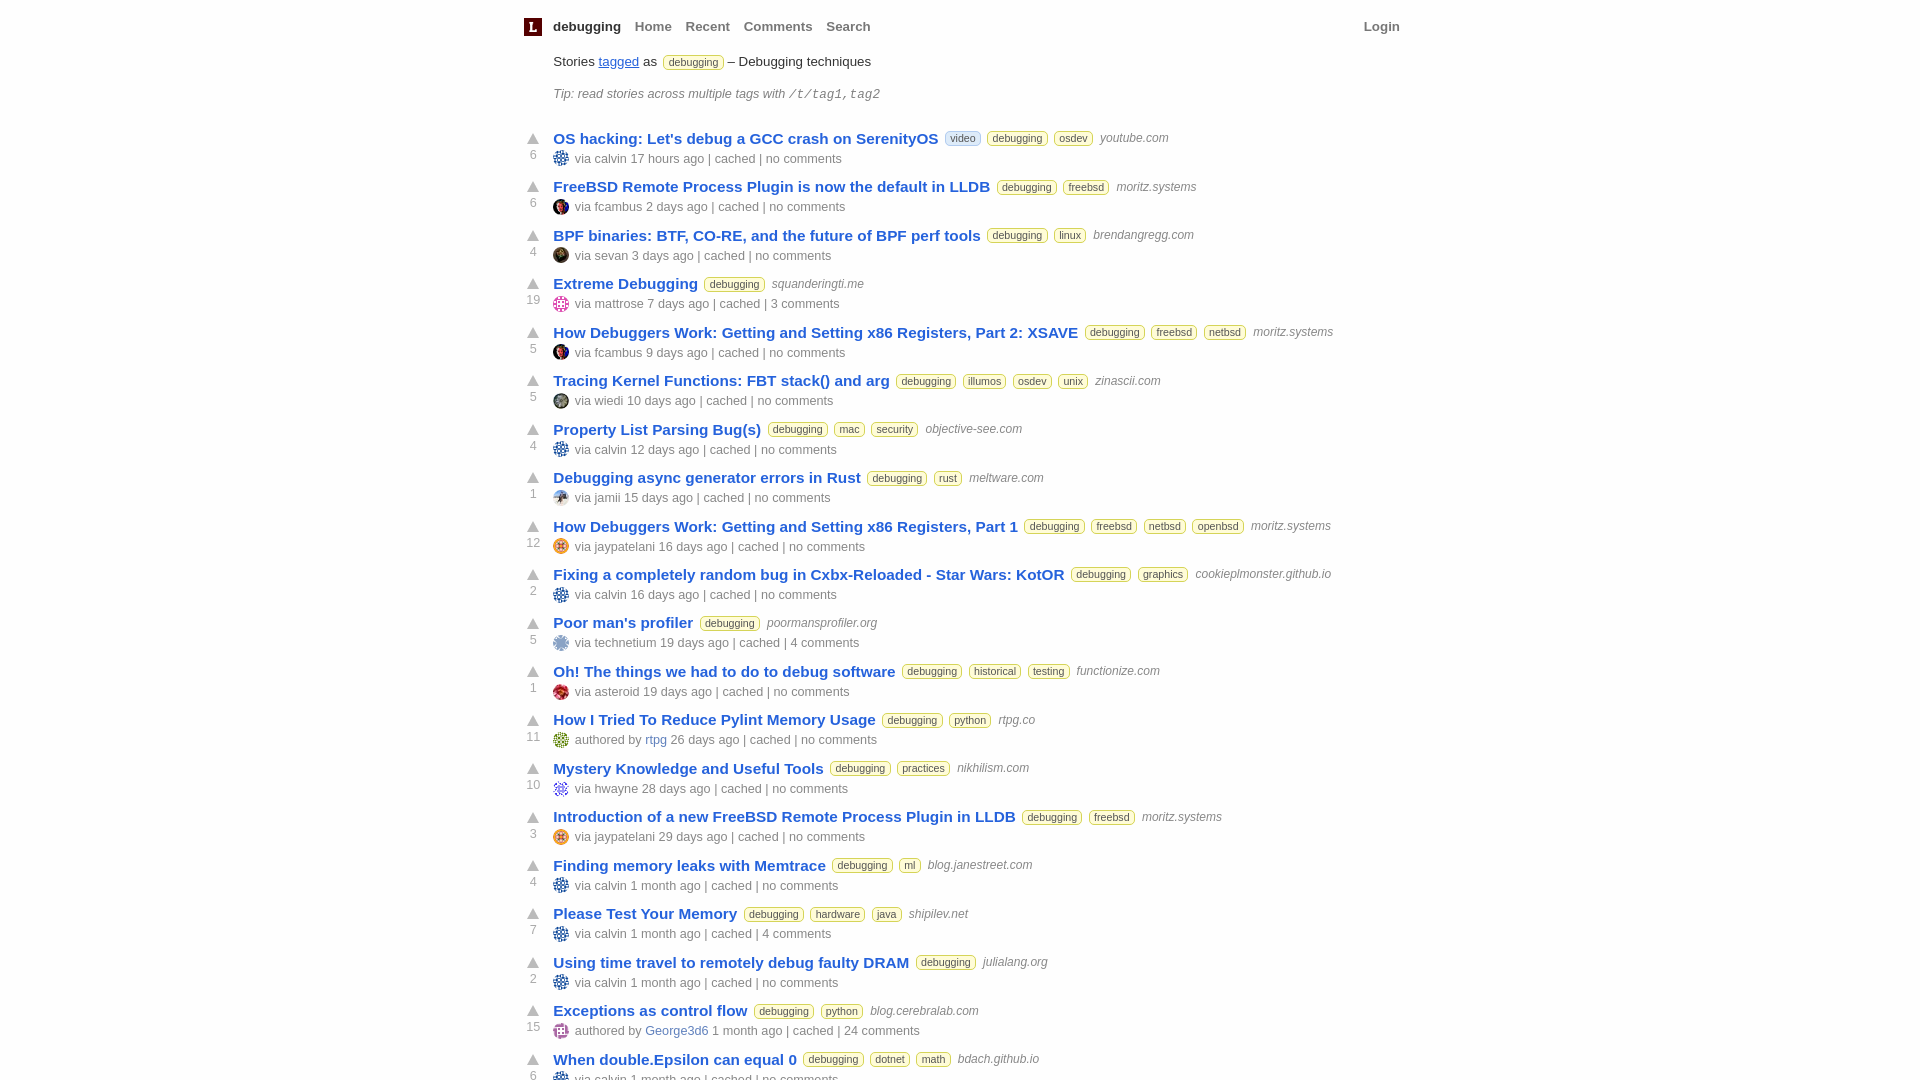 L debugging Home Recent Comments Search Login
Stories tagged as debugging – Debugging techniques
Tip: read stories across multiple tags with /t/tag1,tag2
OS hacking: Let's debug a GCC crash on SerenityOS video debugging osdev youtube.com
6 via calvin 17 hours ago | cached | no comments
FreeBSD Remote Process Plugin is now the default in LLDB debugging freebsd moritz.systems
6 via fcambus 2 days ago | cached | no comments
BPF binaries: BTF, CO-RE, and the future of BPF perf tools debugging linux brendangregg.com
4 via sevan 3 days ago | cached | no comments
Extreme Debugging debugging squanderingti.me
19 via mattrose 7 days ago | cached | 3 comments
How Debuggers Work: Getting and Setting x86 Registers, Part 2: XSAVE debugging freebsd netbsd moritz.systems
5 via fcambus 9 days ago | cached | no comments
Tracing Kernel Functions: FBT stack() and arg debugging illumos osdev unix zinascii.com
5 via wiedi 10 days ago | cached | no comments
Property List Parsing Bug(s) debugging mac security objective-see.com
4 via calvin 12 days ago | cached | no comments
Debugging async generator errors in Rust debugging rust meltware.com
1 via jamii 15 days ago | cached | no comments
How Debuggers Work: Getting and Setting x86 Registers, Part 1 debugging freebsd netbsd openbsd moritz.systems
12 via jaypatelani 16 days ago | cached | no comments
Fixing a completely random bug in Cxbx-Reloaded - Star Wars: KotOR debugging graphics cookieplmonster.github.io
2 via calvin 16 days ago | cached | no comments
Poor man's profiler debugging poormansprofiler.org
5 via technetium 19 days ago | cached | 4 comments
Oh! The things we had to do to debug software debugging historical testing functionize.com
1 via asteroid 19 days ago | cached | no comments
How I Tried To Reduce Pylint Memory Usage debugging python rtpg.co
11 authored by rtpg 26 days ago | cached | no comments
Mystery Knowledge and Useful Tools debugging practices nikhilism.com
10 via hwayne 28 days ago | cached | no comments
Introduction of a new FreeBSD Remote Process Plugin in LLDB debugging freebsd moritz.systems
3 via jaypatelani 29 days ago | cached | no comments
Finding memory leaks with Memtrace debugging ml blog.janestreet.com
4 via calvin 1 month ago | cached | no comments
Please Test Your Memory debugging hardware java shipilev.net
7 via calvin 1 month ago | cached | 4 comments
Using time travel to remotely debug faulty DRAM debugging julialang.org
2 via calvin 1 month ago | cached | no comments
Exceptions as control flow debugging python blog.cerebralab.com
15 authored by George3d6 1 month ago | cached | 24 comments
When double.Epsilon can equal 0 debugging dotnet math bdach.github.io
6 via calvin 1 month ago | cached | no comments